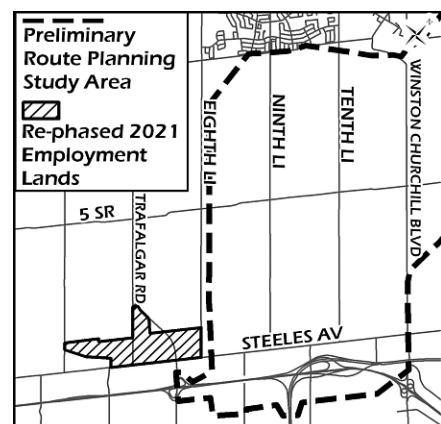 Preliminary
Route Planning
Study Area
Re-phased 2021
Employment
Lands
EIGHTH LI
NINTH LI
TENTH LI
WINSTON CHURCHILL BLVD
TRAFALGAR RD
5 SR
STEELES AV